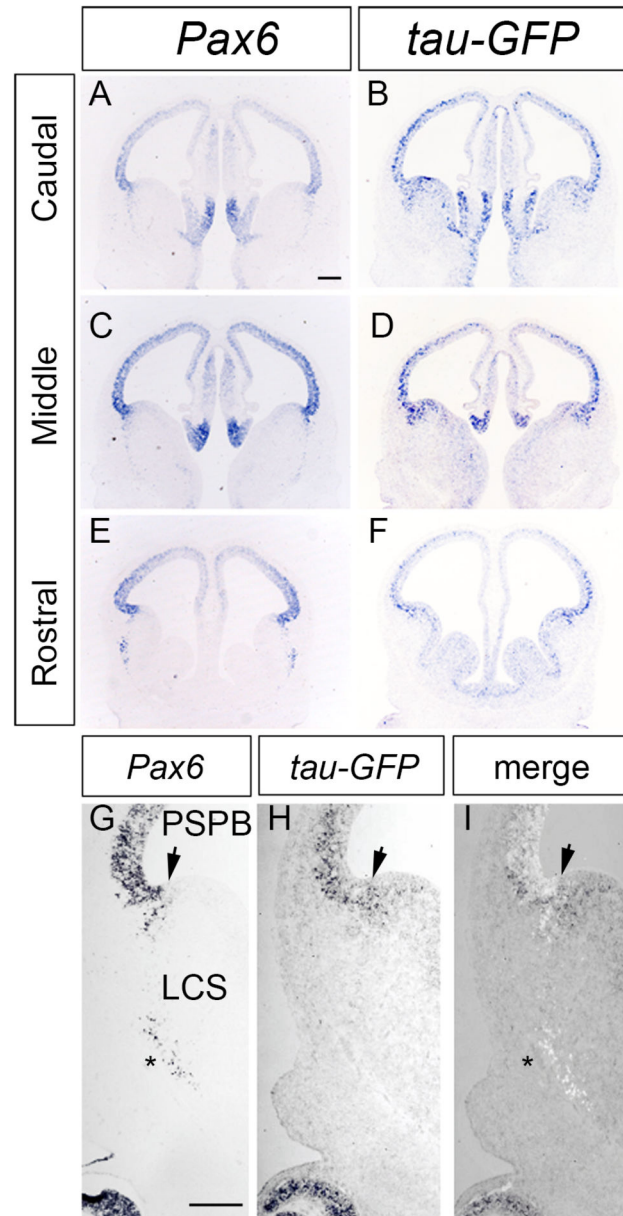 Pax6
tau-GFP
Caudal
A
B
Middle
C
D
Rostral
E
F
Pax6
tau-GFP
merge
G
PSPB
H
I
LCS
*
*